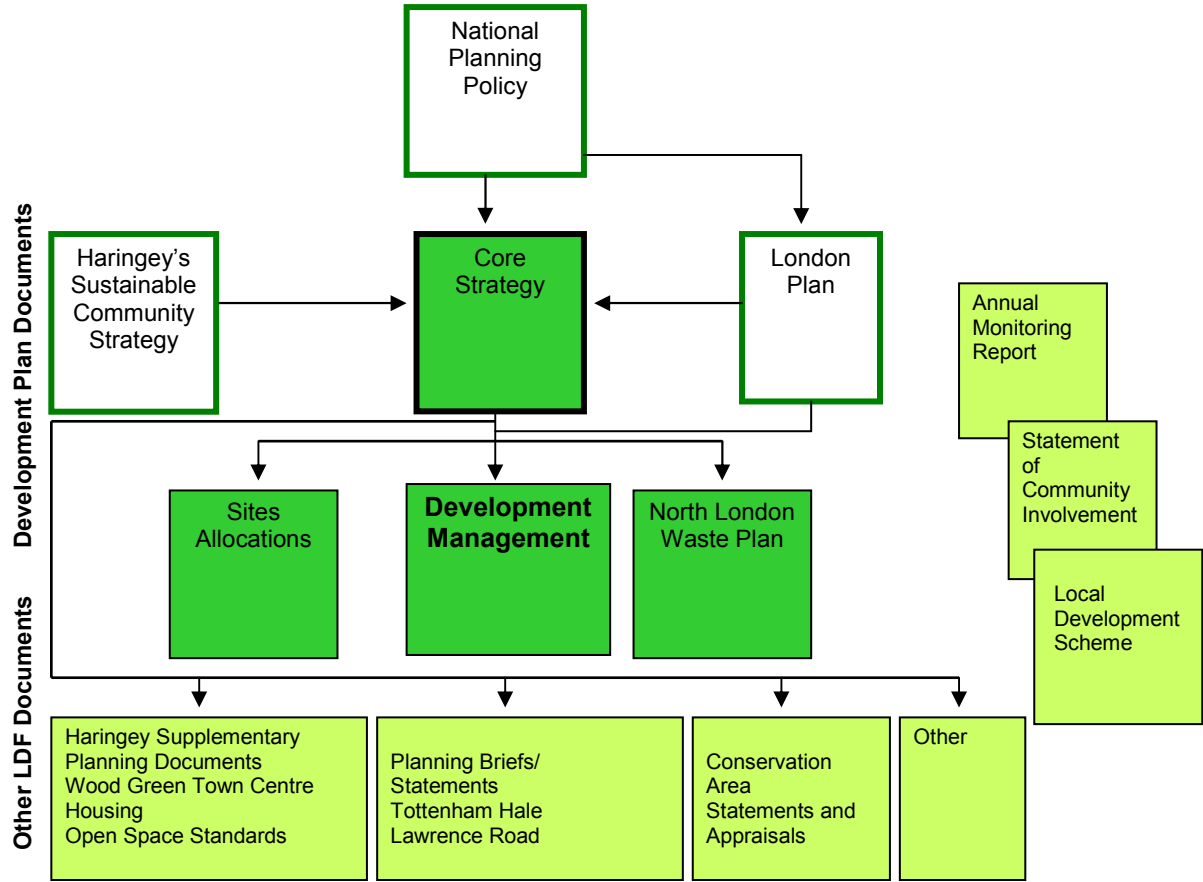 National
Planning
Policy
Development Plan Documents
Haringey's
Sustainable
Community
Strategy
Core
Strategy
London
Plan
Annual
Monitoring
Report
Statement
of
Community
Involvement
Local
Development
Scheme
Sites
Allocations
Development
Management
North London
Waste Plan
Other LDF Documents
Haringey Supplementary
Planning Documents
Wood Green Town Centre
Housing
Open Space Standards
Planning Briefs/
Statements
Tottenham Hale
Lawrence Road
Conservation
Area
Statements and
Appraisals
Other